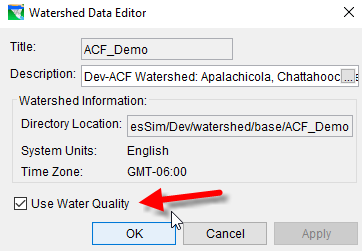 Watershed Data Editor
Title: ACF_Demo
Description: Dev-ACF Watershed: Apalachicola, Chattahooc ...
Watershed Information:
Directory Location: esSim/Dev/watershed/base/ACF_Demo
System Units: English
Time Zone: GMT-06:00
Use Water Quality
OK Cancel Apply